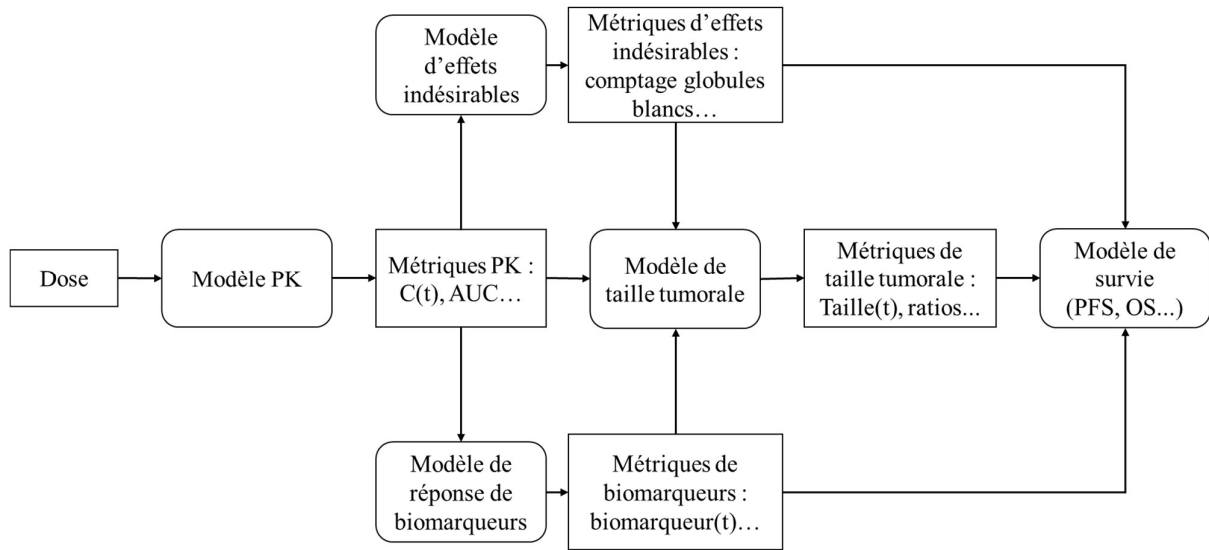 Modèle
d’effets
indésirables
Métriques d’effets
indésirables :
comptage globules
blancs…
Dose
Modèle PK
Métriques PK :
C(t), AUC…
Modèle de
taille tumorale
Métriques de
taille tumorale :
Taille(t), ratios...
Modèle de
survie
(PFS, OS...)
Modèle de
réponse de
biomarqueurs
Métriques de
biomarqueurs :
biomarqueur(t)…